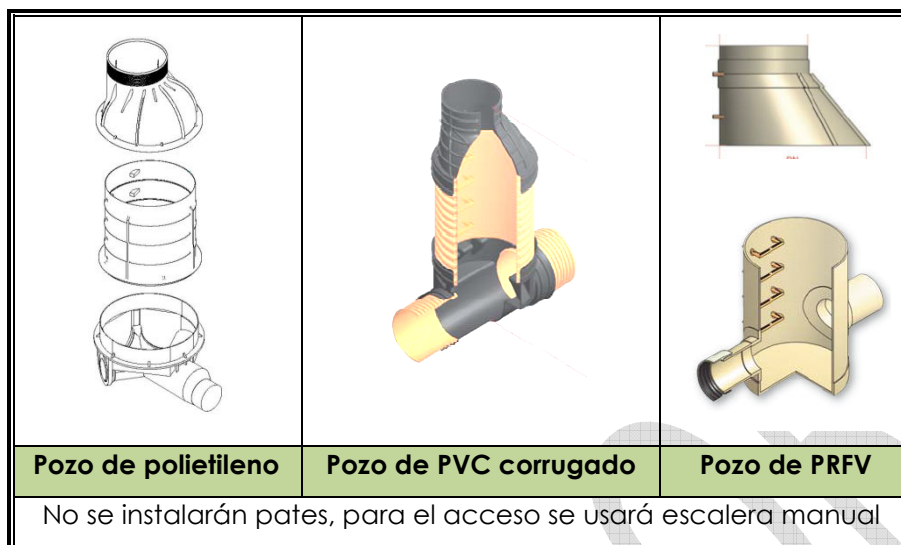 Pozo de polietileno
Pozo de PVC corrugado
Pozo de PRFV
No se instalarán pates, para el acceso se usará escalera manual